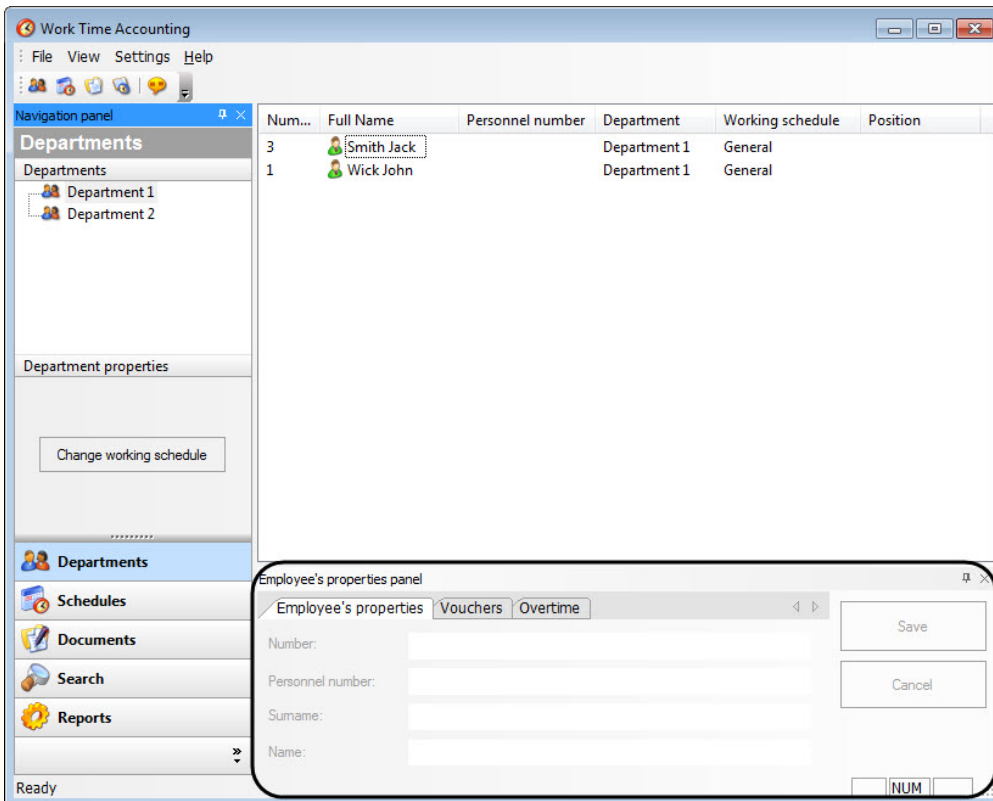 Work Time Accounting
File View Settings Help
Navigation panel
Departments
Departments
Department 1
Department 2
Department properties
Change working schedule
Departments
Schedules
Documents
Search
Reports
Num... Full Name Personnel number Department Working schedule Position
3 Smith Jack Department 1 General
1 Wick John Department 1 General
Employee's properties panel
Employee's properties Vouchers Overtime
Number:
Personnel number:
Surname:
Name:
Save
Cancel
Ready
NUM